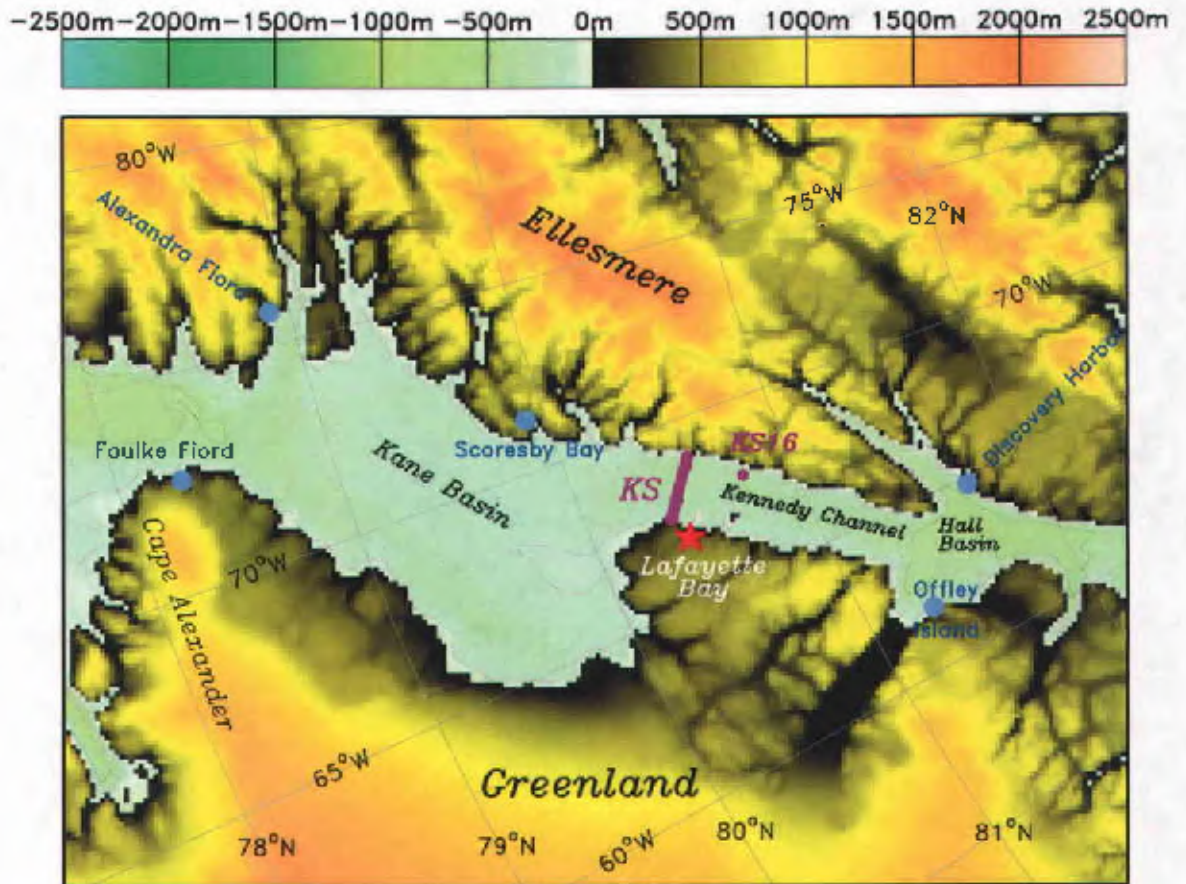 -2500m -2000m -1500m -1000m -500m 0m 500m 1000m 1500m 2000m 2500m
80°W
75°W
82°N
Alexandra Fiord
Ellesmere
70°W
Discovery Harbor
Foulke Fiord
Scoresby Bay
KS16
Kane Basin
KS
Kennedy Channel
Hall
Basin
Lafayette
Bay
Offley
Island
Cape Alexander
70°W
65°W
Greenland
78°N
79°N
60°W
80°N
81°N